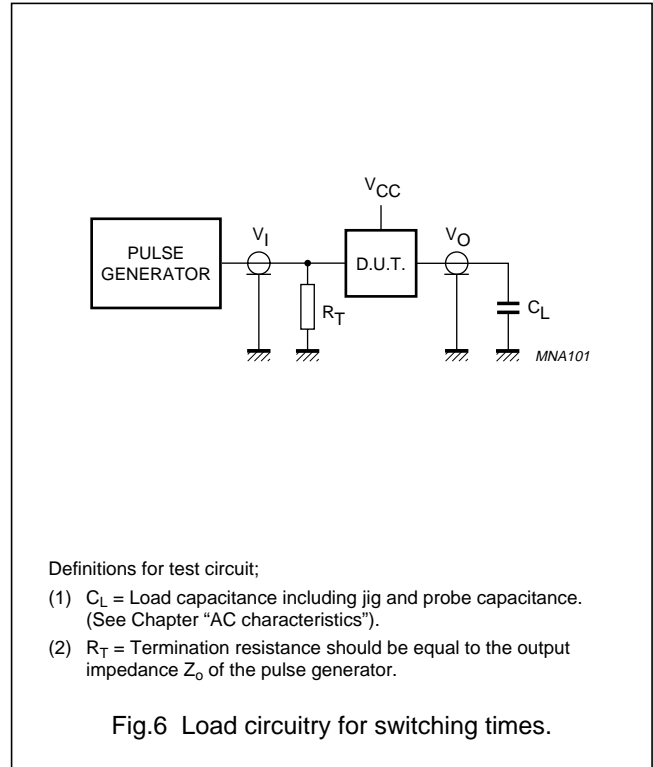 VCC
PULSE
GENERATOR
VI
D.U.T.
VO
RT
CL
MNA101
Definitions for test circuit;
(1) CL = Load capacitance including jig and probe capacitance.
(See Chapter “AC characteristics”).
(2) RT = Termination resistance should be equal to the output
impedance Zo of the pulse generator.
Fig.6 Load circuitry for switching times.